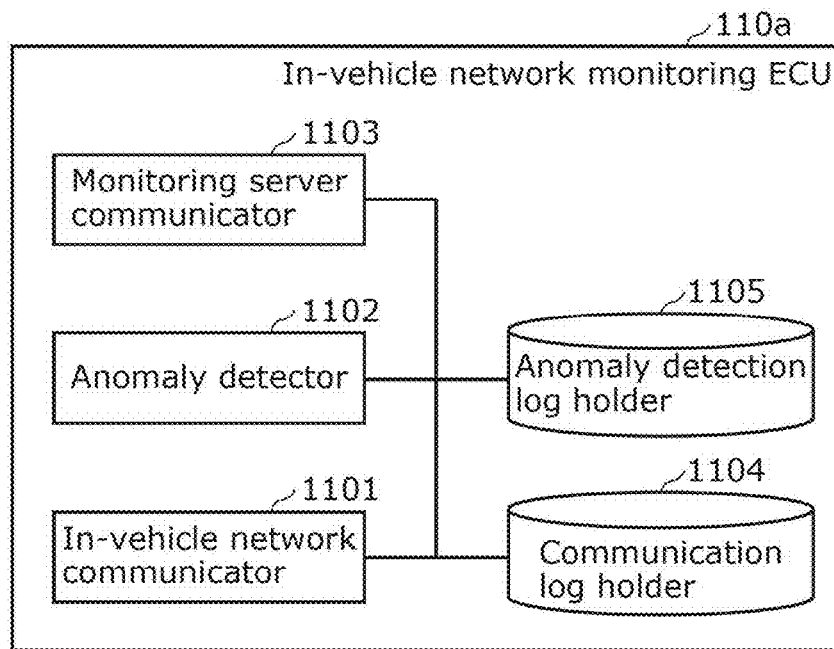 110a
In-vehicle network monitoring ECU
1103
Monitoring server
communicator
1102
Anomaly detector
1105
Anomaly detection
log holder
1101
In-vehicle network
communicator
1104
Communication
log holder